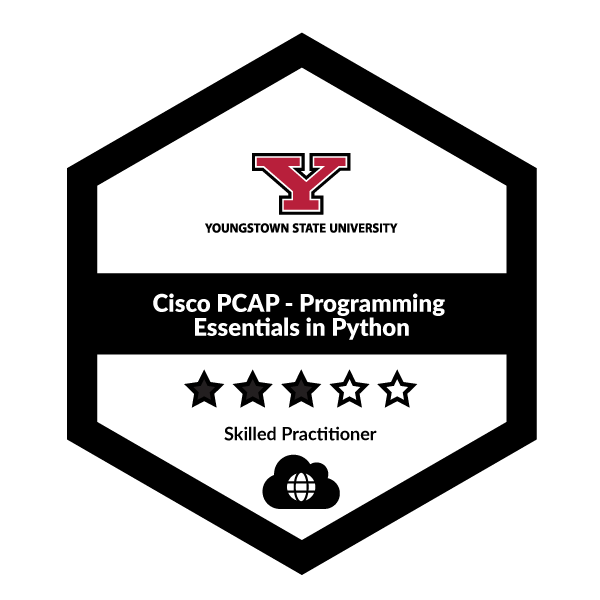 Y
YOUNGSTOWN STATE UNIVERSITY
Cisco PCAP - Programming
Essentials in Python
Skilled Practitioner